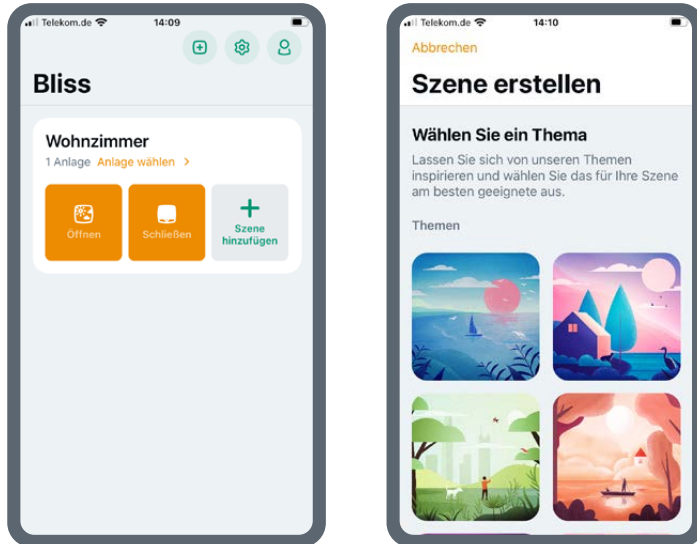 Telekom.de 14:09
Bliss
Wohnzimmer
1 Anlage Anlage wählen >
Öffnen
Schließen
Szene
hinzufügen
Telekom.de 14:10
Abbrechen
Szene erstellen
Wählen Sie ein Thema
Lassen Sie sich von unseren Themen
inspirieren und wählen Sie das für Ihre Szene
am besten geeignete aus.
Themen